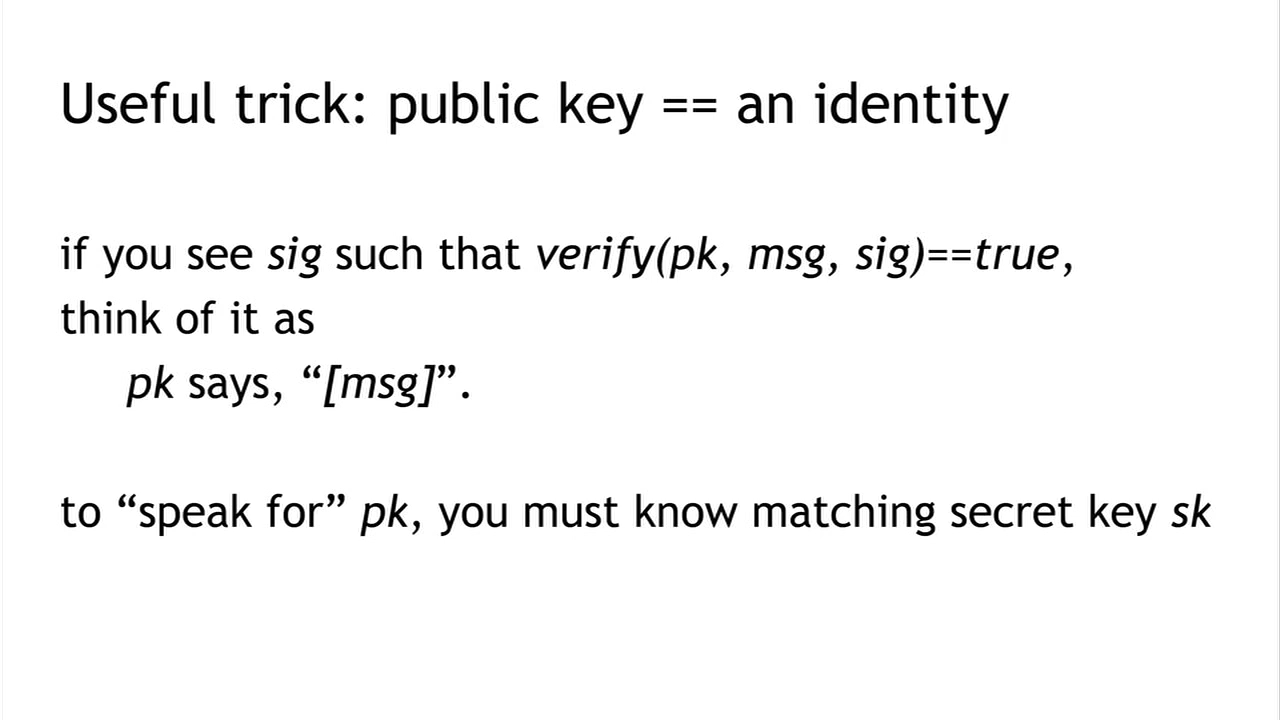 Useful trick: public key == an identity
if you see sig such that verify(pk, msg, sig)==true,
think of it as
pk says, “[msg]”.
to “speak for” pk, you must know matching secret key sk